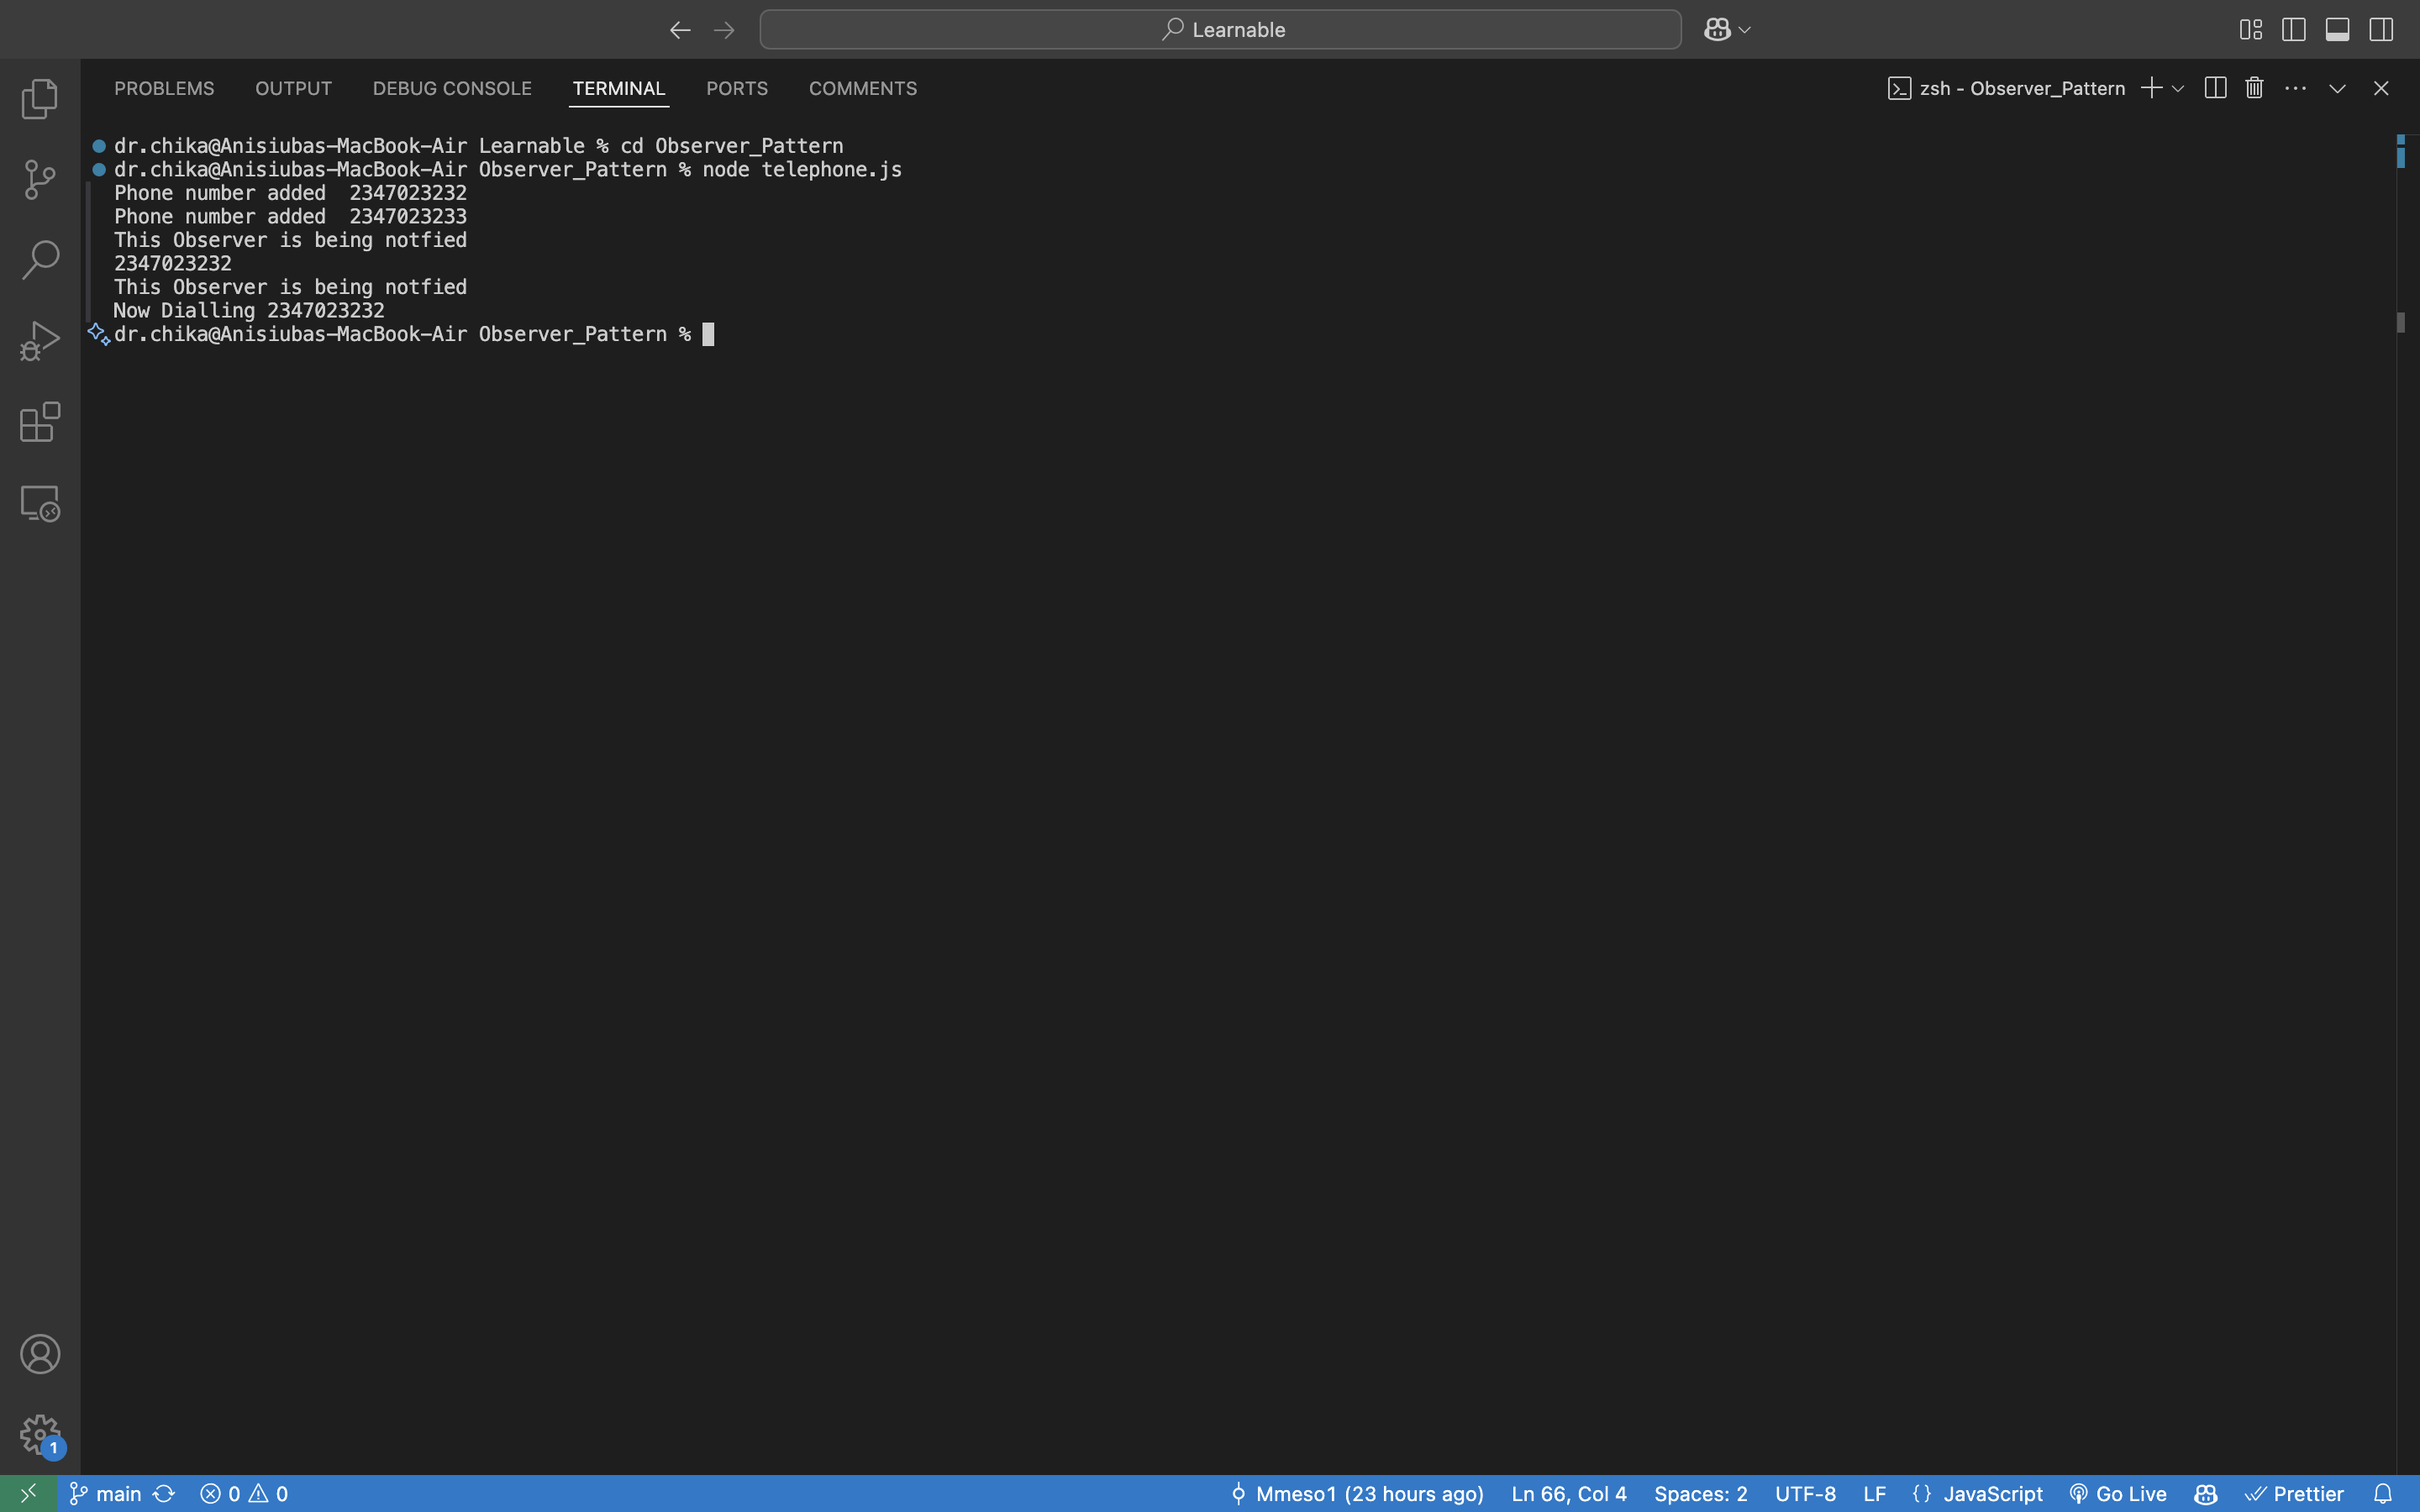 Learnable
PROBLEMS OUTPUT DEBUG CONSOLE TERMINAL PORTS COMMENTS zsh - Observer_Pattern
dr.chika@Anisiubas-MacBook-Air Learnable % cd Observer_Pattern
dr.chika@Anisiubas-MacBook-Air Observer_Pattern % node telephone.js
Phone number added  2347023232
Phone number added  2347023233
This Observer is being notfied
2347023232
This Observer is being notfied
Now Dialling 2347023232
dr.chika@Anisiubas-MacBook-Air Observer_Pattern %
1
main 0 0 Mmeso1 (23 hours ago) Ln 66, Col 4 Spaces: 2 UTF-8 LF {} JavaScript Go Live Prettier